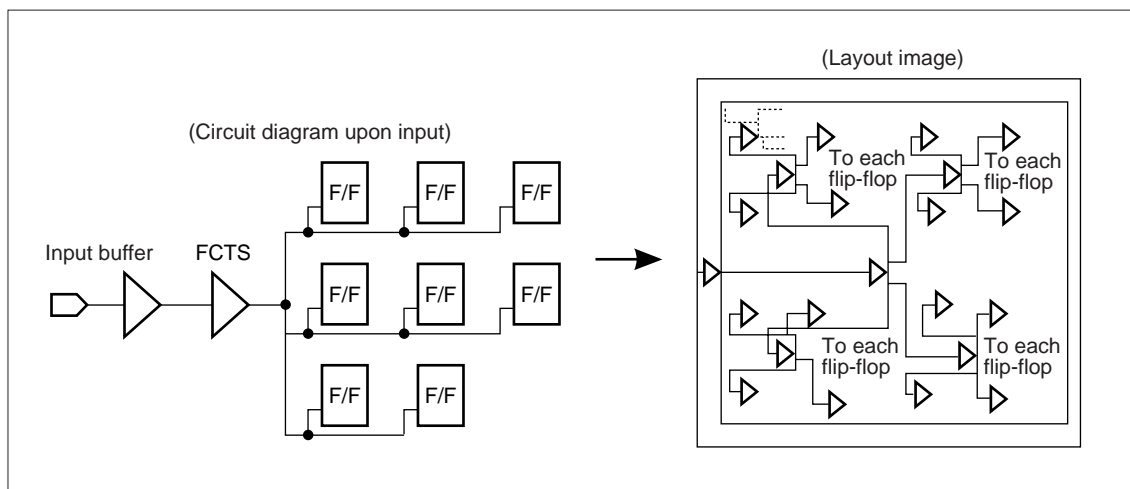 (Layout image)
(Circuit diagram upon input)
To each
flip-flop
To each
flip-flop
F/F
F/F
F/F
Input buffer
FCTS
F/F
F/F
F/F
To each
flip-flop
To each
flip-flop
F/F
F/F